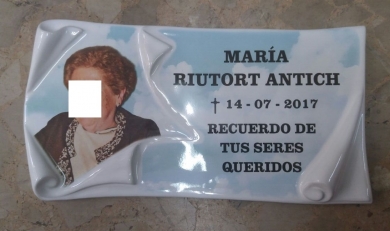 MARÍA
RIUTORT ANTICH
† 14 - 07 - 2017
RECUERDO DE
TUS SERES
QUERIDOS